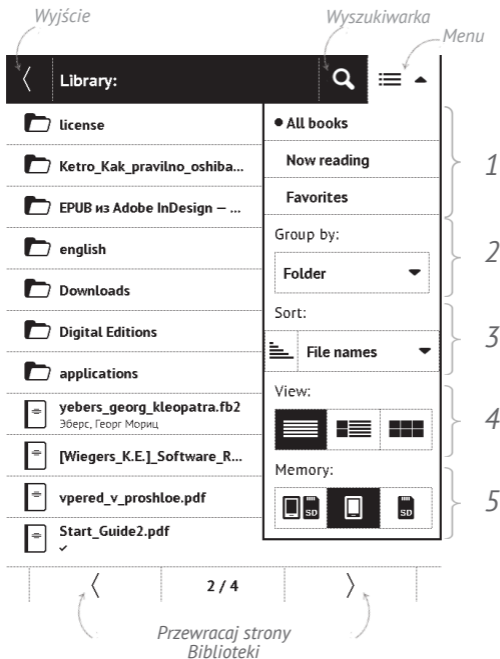 Wyjście
Wyszukiwarka
Menu
Library:
license
Ketro_Kak_pravilno_oshiba...
EPUB из Adobe InDesign — ...
english
Downloads
Digital Editions
applications
yebers_georg_kleopatra.fb2
Эберс, Георг Мориц
[Wiegers_K.E.]_Software_R...
vpered_v_proshloe.pdf
Start_Guide2.pdf
All books
Now reading
Favorites
1
Group by:
Folder
2
Sort:
File names
3
View:
4
Memory:
SD
SD
5
2 / 4
Przewracaj strony
Biblioteki